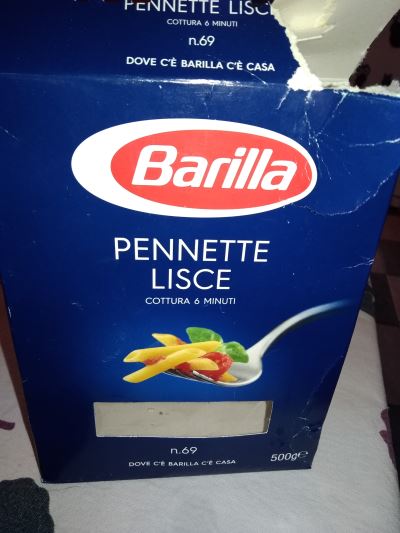 PENNETTE LISCE
COTTURA 6 MINUTI
n.69
DOVE C'È BARILLA C'È CASA
Barilla
PENNETTE
LISCE
COTTURA 6 MINUTI
n.69
DOVE C'È BARILLA C'È CASA
500g℮